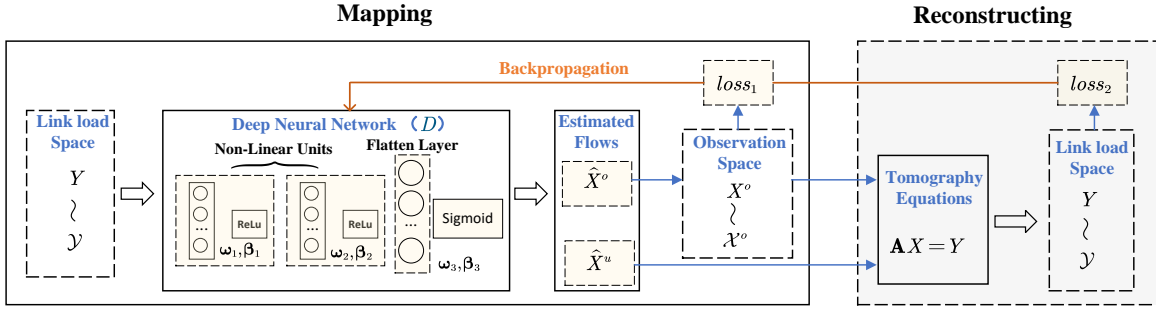 Mapping
Reconstructing
Backpropagation
loss₁
loss₂
Link load
Space
Y
≀
𝒴
Deep Neural Network (D)
Non-Linear Units
Flatten Layer
...
ReLu
ω₁,β₁
...
ReLu
ω₂,β₂
...
Sigmoid
ω₃,β₃
Estimated
Flows
X̂ᵒ
X̂ᵘ
Observation
Space
Xᵒ
≀
𝒳ᵒ
Tomography
Equations
AX=Y
Link load
Space
Y
≀
𝒴